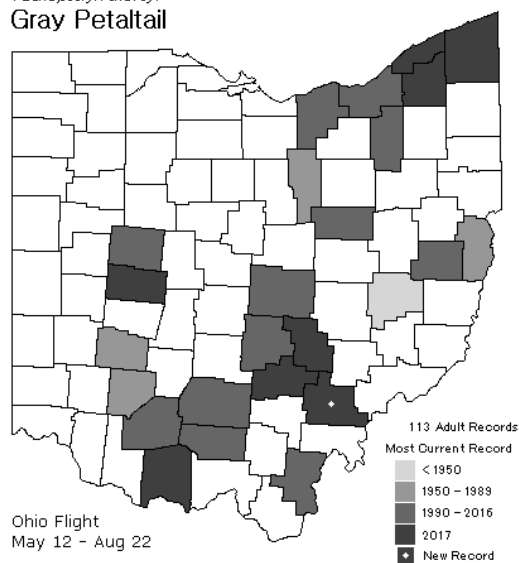 Gray Petaltail
113 Adult Records
Most Current Record
< 1950
1950 - 1989
1990 - 2016
2017
New Record
Ohio Flight
May 12 - Aug 22